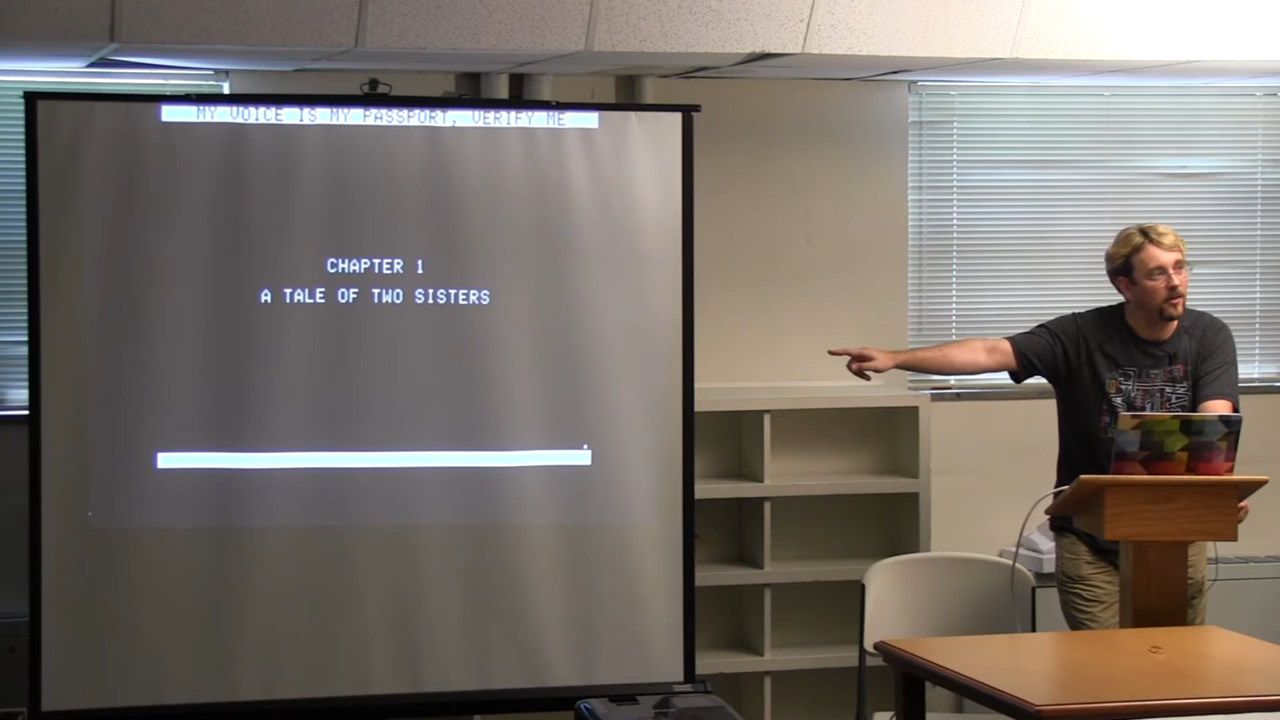 MY VOICE IS MY PASSPORT, VERIFY ME
CHAPTER 1
A TALE OF TWO SISTERS